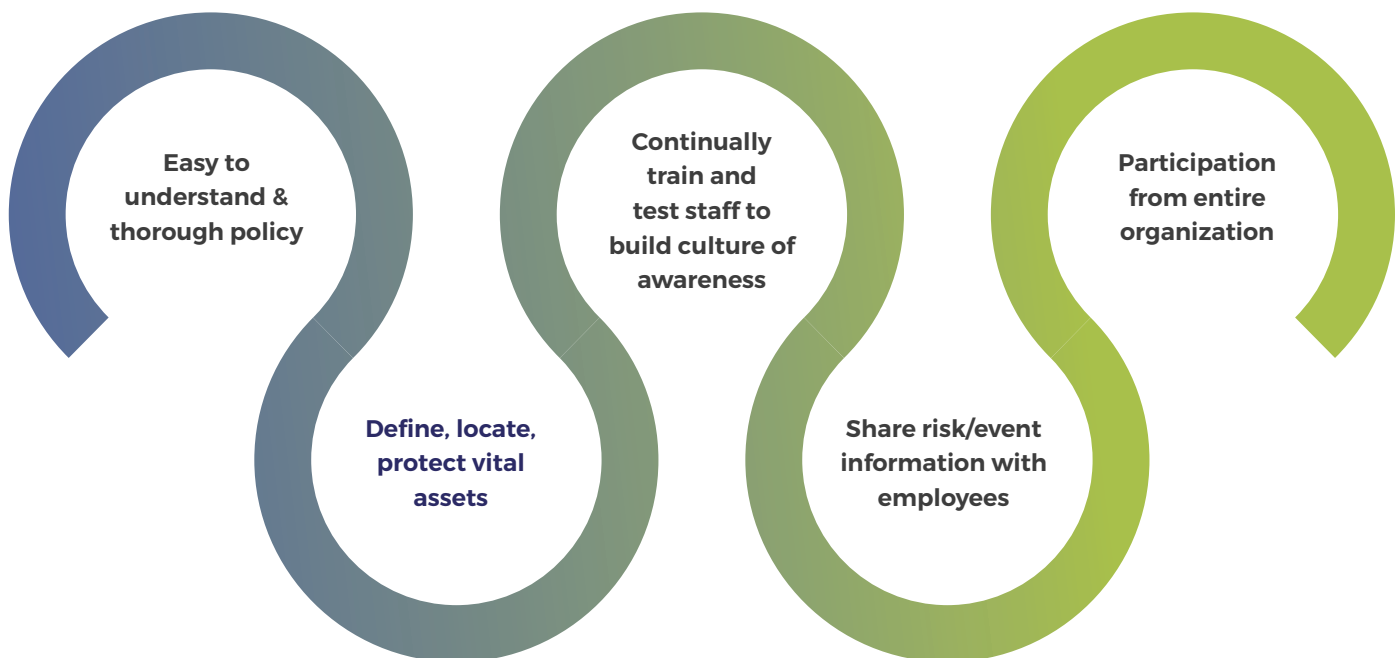 Easy to
understand &
thorough policy
Define, locate,
protect vital
assets
Continually
train and
test staff to
build culture of
awareness
Share risk/event
information with
employees
Participation
from entire
organization